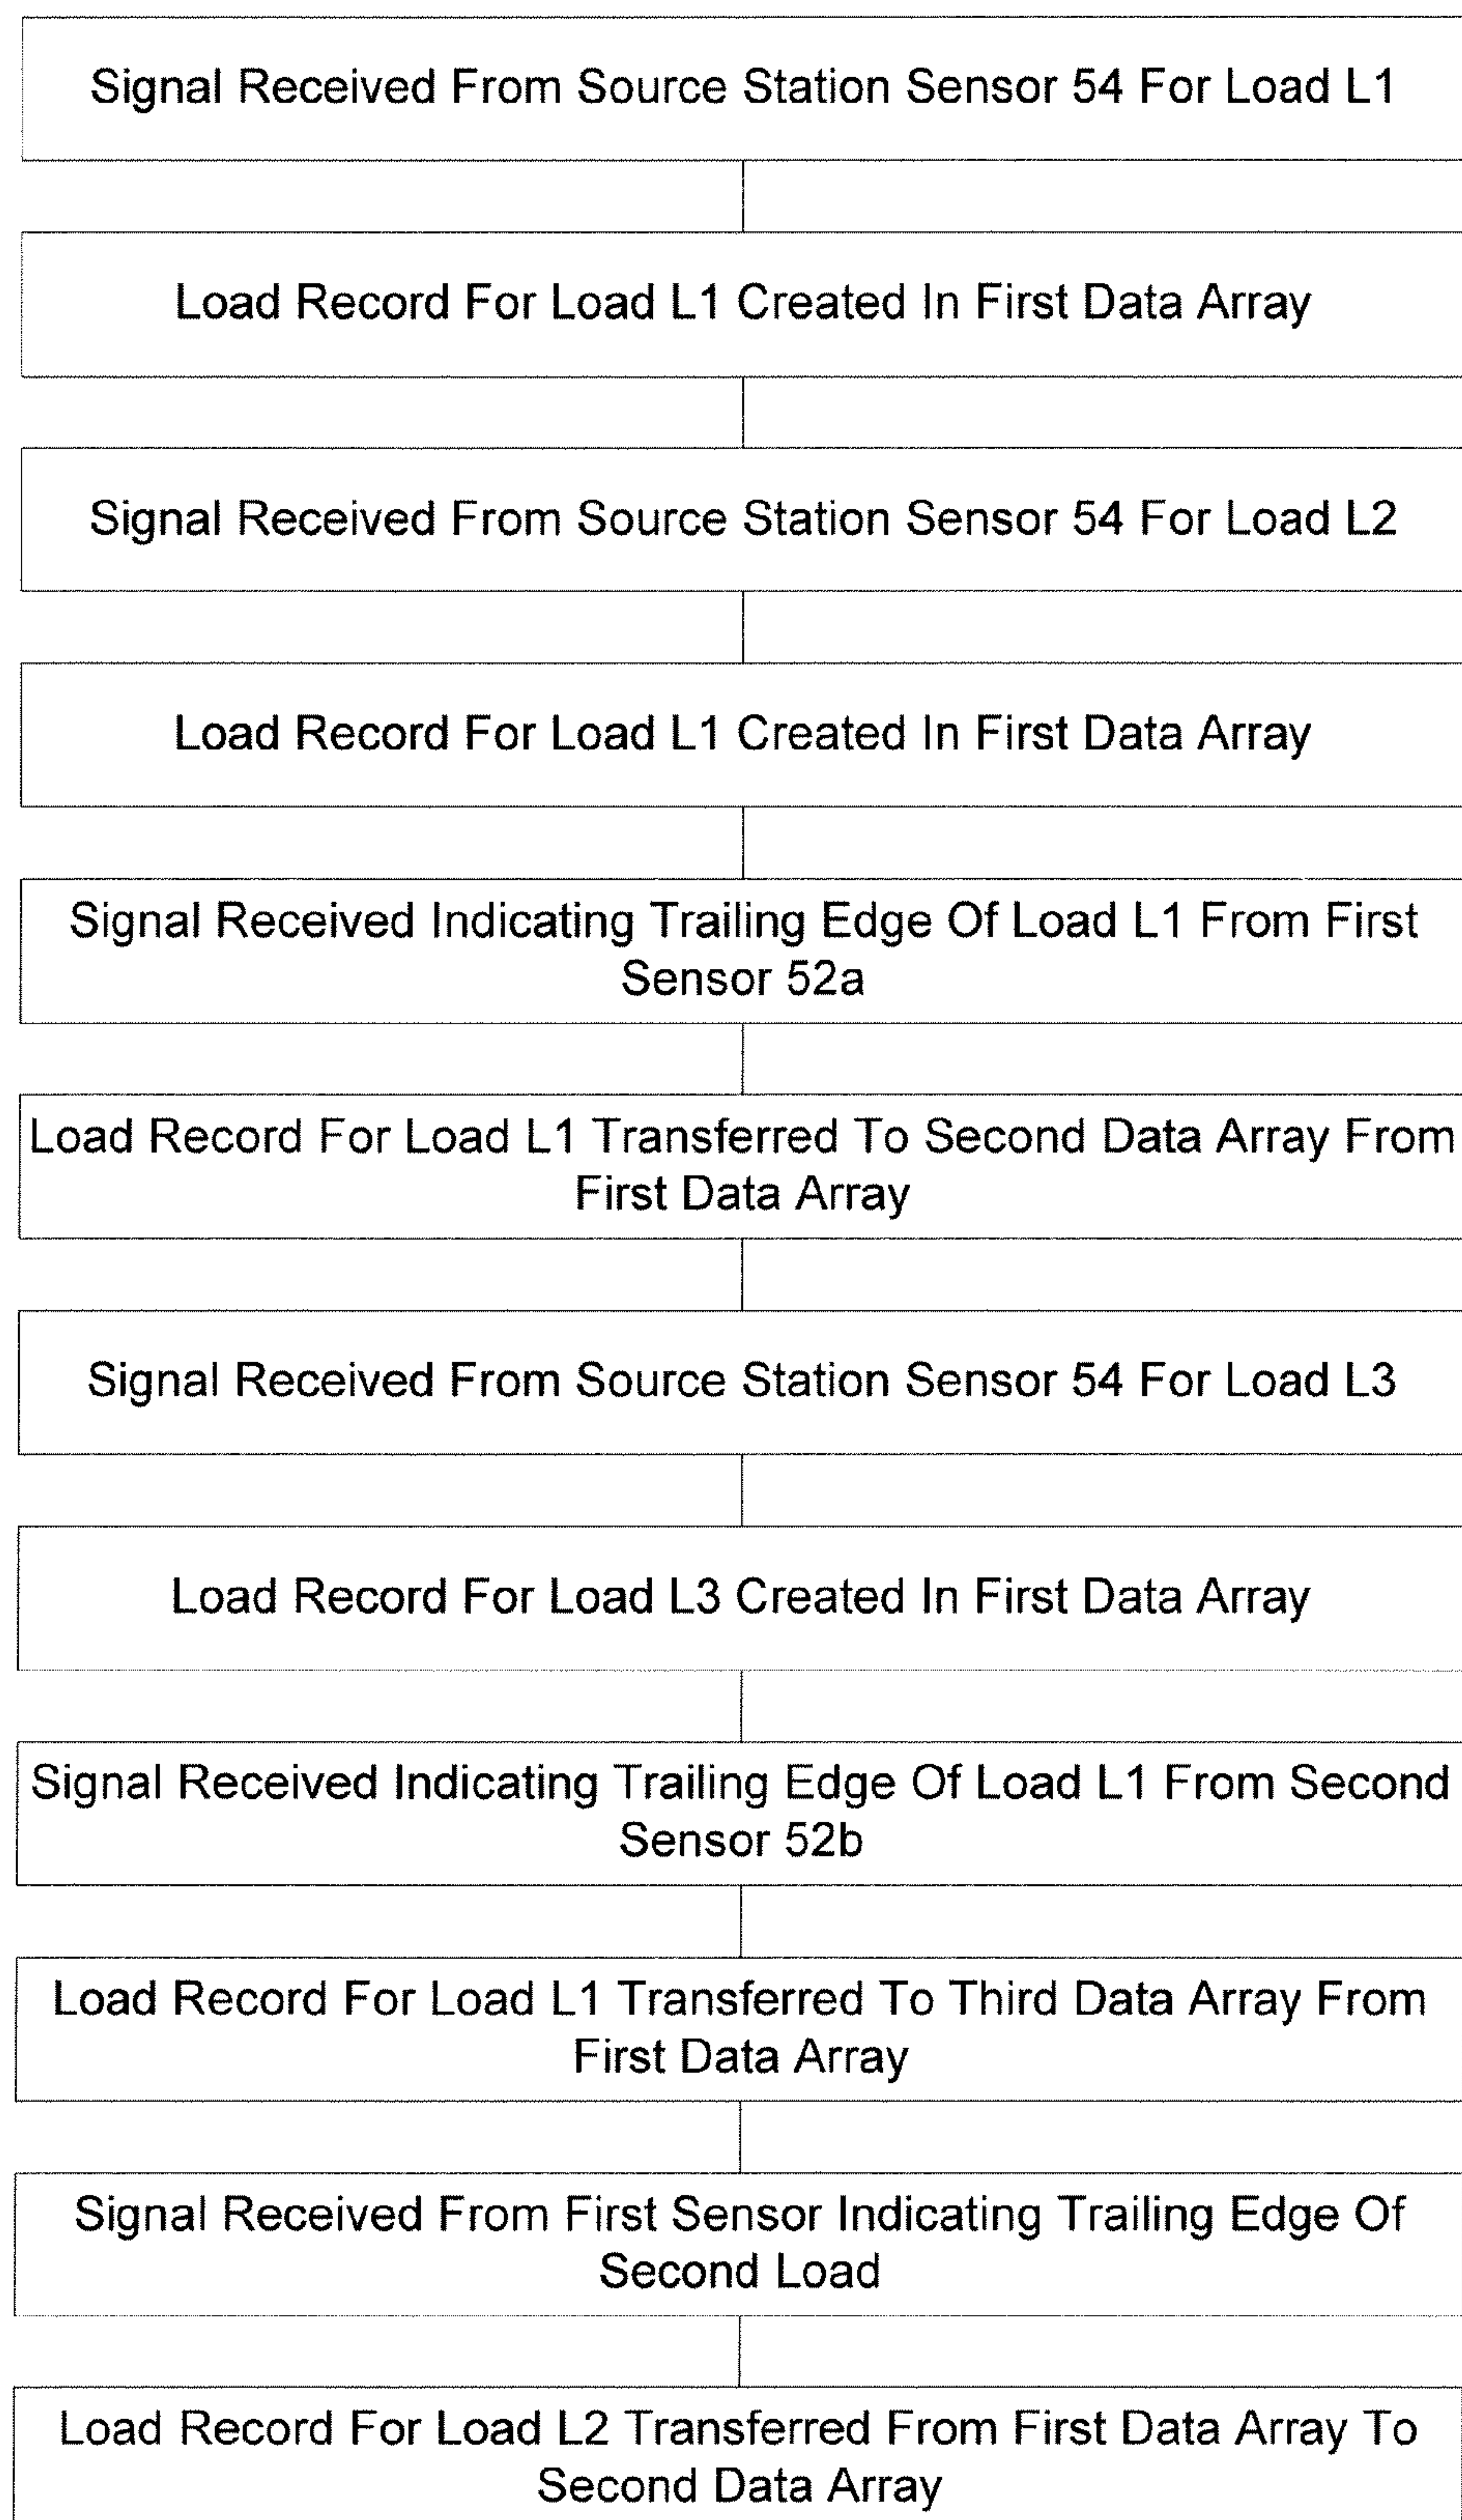 Signal Received From Source Station Sensor 54 For Load L1
Load Record For Load L1 Created In First Data Array
Signal Received From Source Station Sensor 54 For Load L2
Load Record For Load L1 Created In First Data Array
Signal Received Indicating Trailing Edge Of Load L1 From First
Sensor 52a
Load Record For Load L1 Transferred To Second Data Array From
First Data Array
Signal Received From Source Station Sensor 54 For Load L3
Load Record For Load L3 Created In First Data Array
Signal Received Indicating Trailing Edge Of Load L1 From Second
Sensor 52b
Load Record For Load L1 Transferred To Third Data Array From
First Data Array
Signal Received From First Sensor Indicating Trailing Edge Of
Second Load
Load Record For Load L2 Transferred From First Data Array To
Second Data Array